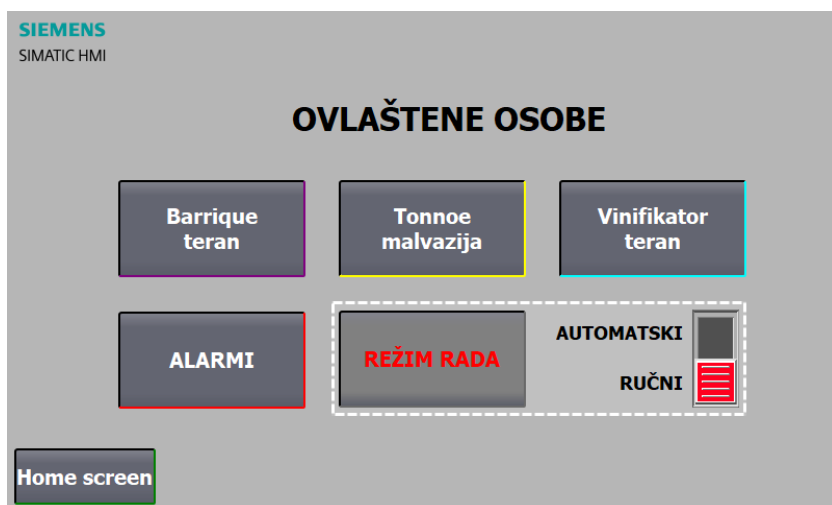 SIEMENS
SIMATIC HMI
OVLAŠTENE OSOBE
Barrique
teran
Tonnoe
malvazija
Vinifikator
teran
ALARMI
REŽIM RADA
AUTOMATSKI
RUČNI
Home screen